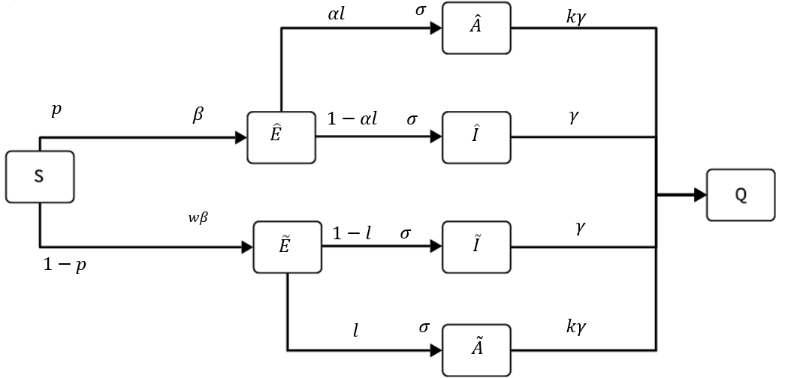 αl σ Â kγ
p β Ê 1 − αl σ Î γ
S
Q
wβ Ẽ 1 − l σ Ĩ γ
1 − p
l σ Ã kγ